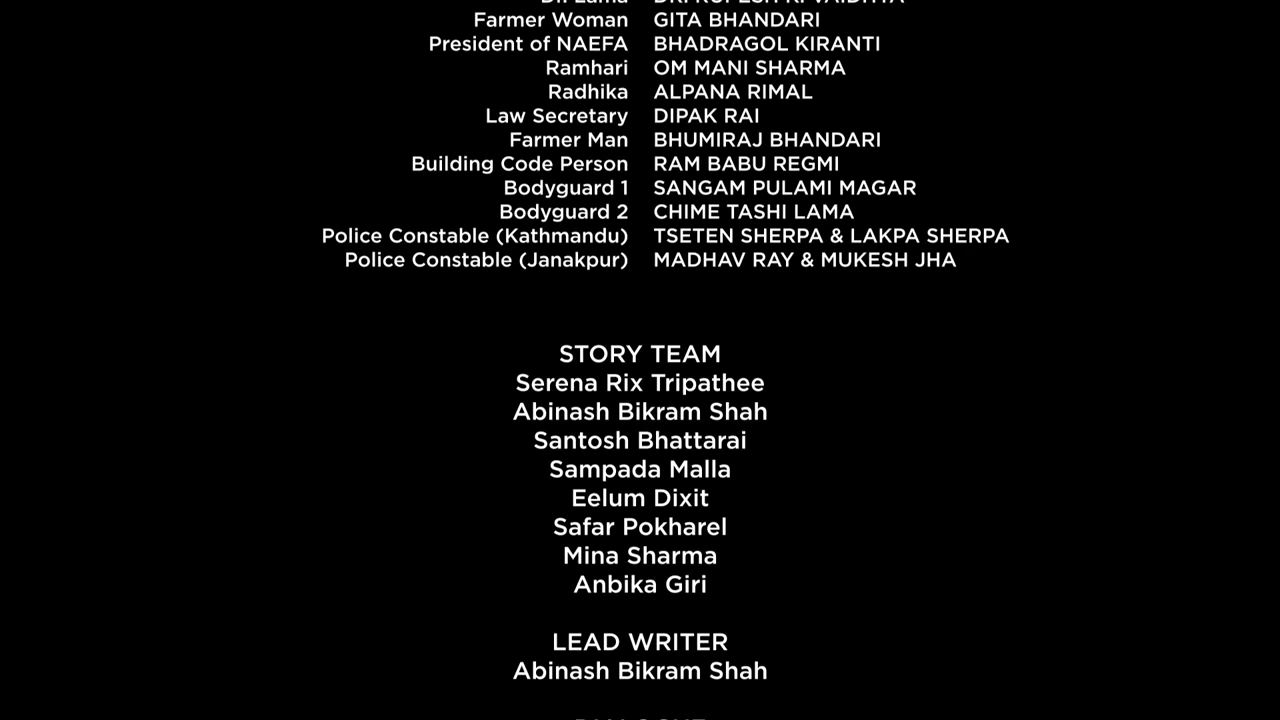 Farmer Woman GITA BHANDARI
President of NAEFA BHADRAGOL KIRANTI
Ramhari OM MANI SHARMA
Radhika ALPANA RIMAL
Law Secretary DIPAK RAI
Farmer Man BHUMIRAJ BHANDARI
Building Code Person RAM BABU REGMI
Bodyguard 1 SANGAM PULAMI MAGAR
Bodyguard 2 CHIME TASHI LAMA
Police Constable (Kathmandu) TSETEN SHERPA & LAKPA SHERPA
Police Constable (Janakpur) MADHAV RAY & MUKESH JHA
STORY TEAM
Serena Rix Tripathee
Abinash Bikram Shah
Santosh Bhattarai
Sampada Malla
Eelum Dixit
Safar Pokharel
Mina Sharma
Anbika Giri
LEAD WRITER
Abinash Bikram Shah